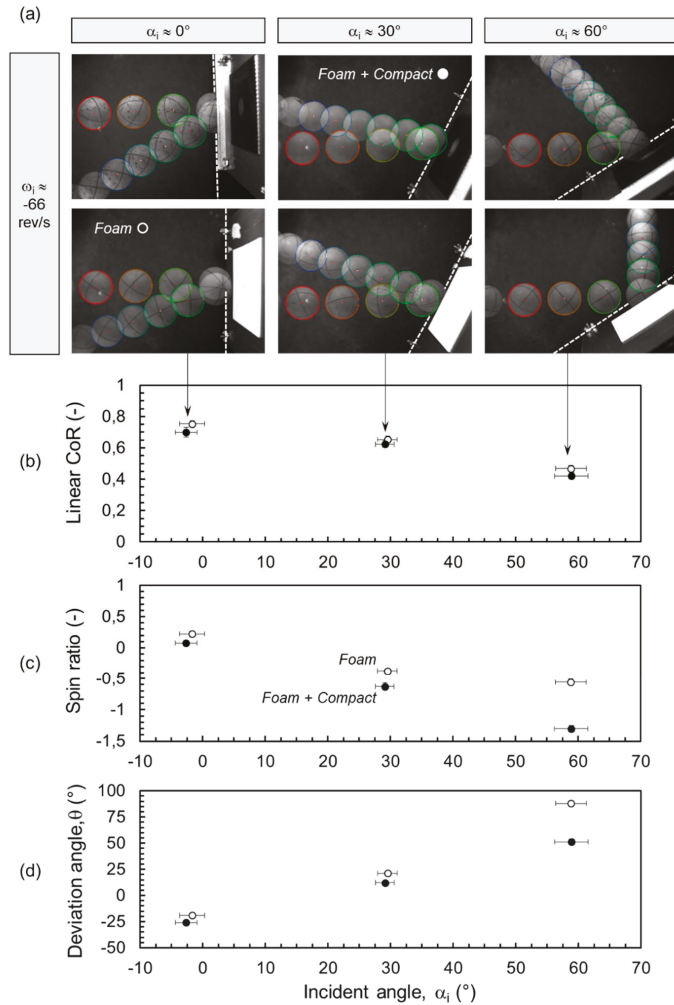 (a)
αᵢ ≈ 0°
αᵢ ≈ 30°
αᵢ ≈ 60°
ωᵢ ≈
-66
rev/s
Foam + Compact
Foam
(b)
Linear CoR (-)
1
0,8
0,6
0,4
0,2
0
-10 0 10 20 30 40 50 60 70
(c)
Spin ratio (-)
1
0,5
0
-0,5
-1
-1,5
Foam
Foam + Compact
-10 0 10 20 30 40 50 60 70
(d)
Deviation angle,θ (°)
100
75
50
25
0
-25
-50
-10 0 10 20 30 40 50 60 70
Incident angle, αᵢ (°)